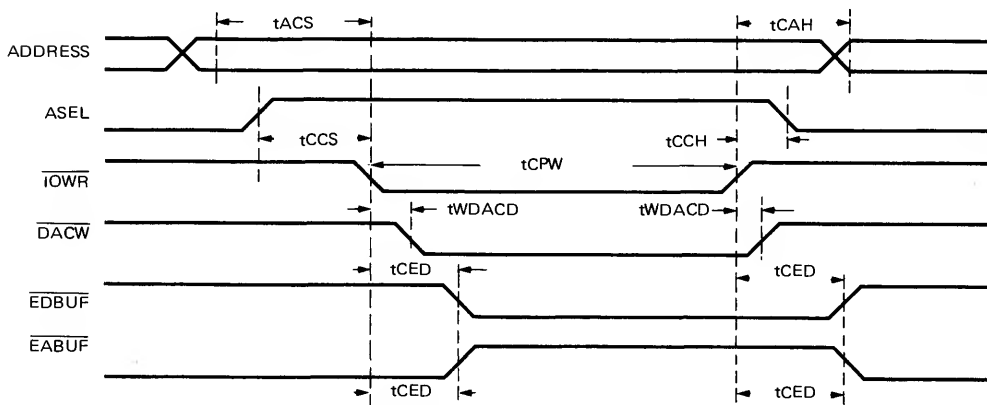 tACS tCAH
ADDRESS
ASEL
tCCS tCCH
tCPW
IOWR
tWDACD tWDACD
DACW
tCED tCED
EDBUF
EABUF
tCED tCED